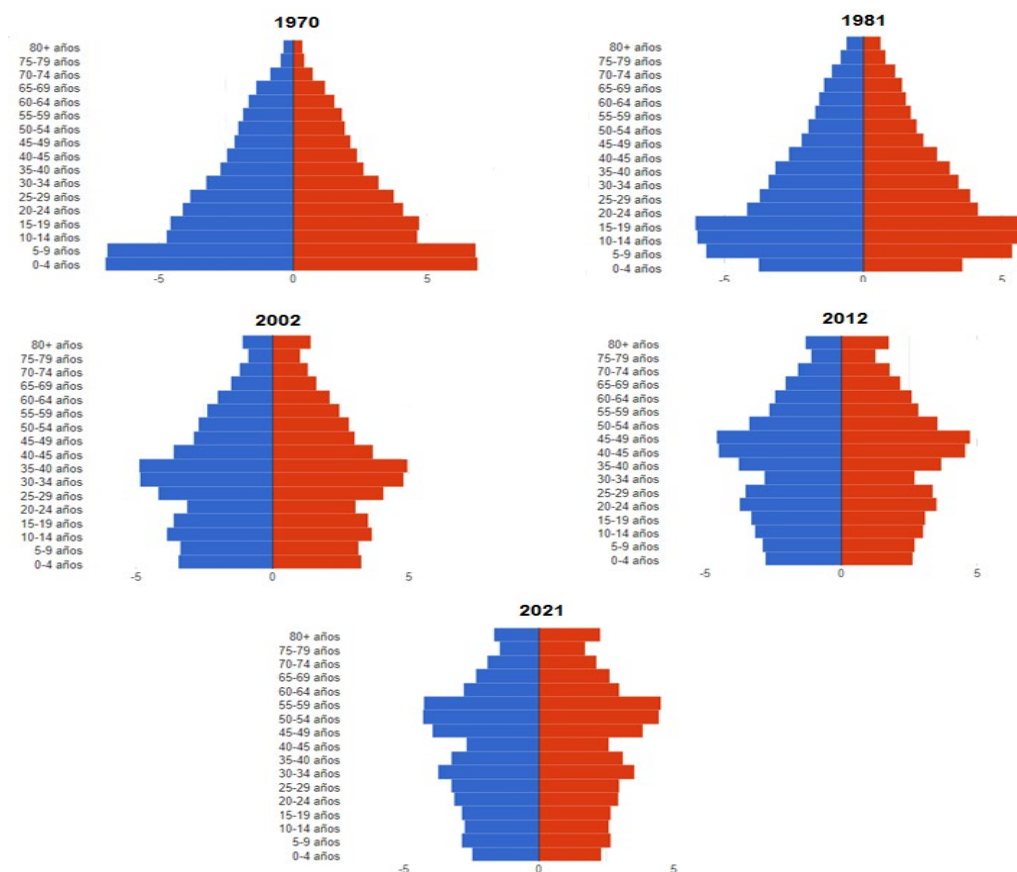 1970
80+ años
75-79 años
70-74 años
65-69 años
60-64 años
55-59 años
50-54 años
45-49 años
40-45 años
35-40 años
30-34 años
25-29 años
20-24 años
15-19 años
10-14 años
5-9 años
0-4 años
-5 0 5
1981
80+ años
75-79 años
70-74 años
65-69 años
60-64 años
55-59 años
50-54 años
45-49 años
40-45 años
35-40 años
30-34 años
25-29 años
20-24 años
15-19 años
10-14 años
5-9 años
0-4 años
-5 0 5
2002
80+ años
75-79 años
70-74 años
65-69 años
60-64 años
55-59 años
50-54 años
45-49 años
40-45 años
35-40 años
30-34 años
25-29 años
20-24 años
15-19 años
10-14 años
5-9 años
0-4 años
-5 0 5
2012
80+ años
75-79 años
70-74 años
65-69 años
60-64 años
55-59 años
50-54 años
45-49 años
40-45 años
35-40 años
30-34 años
25-29 años
20-24 años
15-19 años
10-14 años
5-9 años
0-4 años
-5 0 5
2021
80+ años
75-79 años
70-74 años
65-69 años
60-64 años
55-59 años
50-54 años
45-49 años
40-45 años
35-40 años
30-34 años
25-29 años
20-24 años
15-19 años
10-14 años
5-9 años
0-4 años
-5 0 5